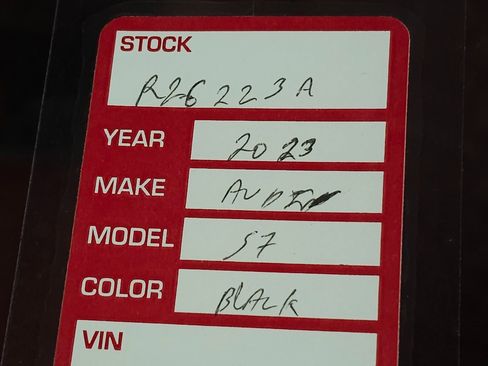 STOCK
R26223A
YEAR 2023
MAKE AUDI
MODEL S7
COLOR BLACK
VIN